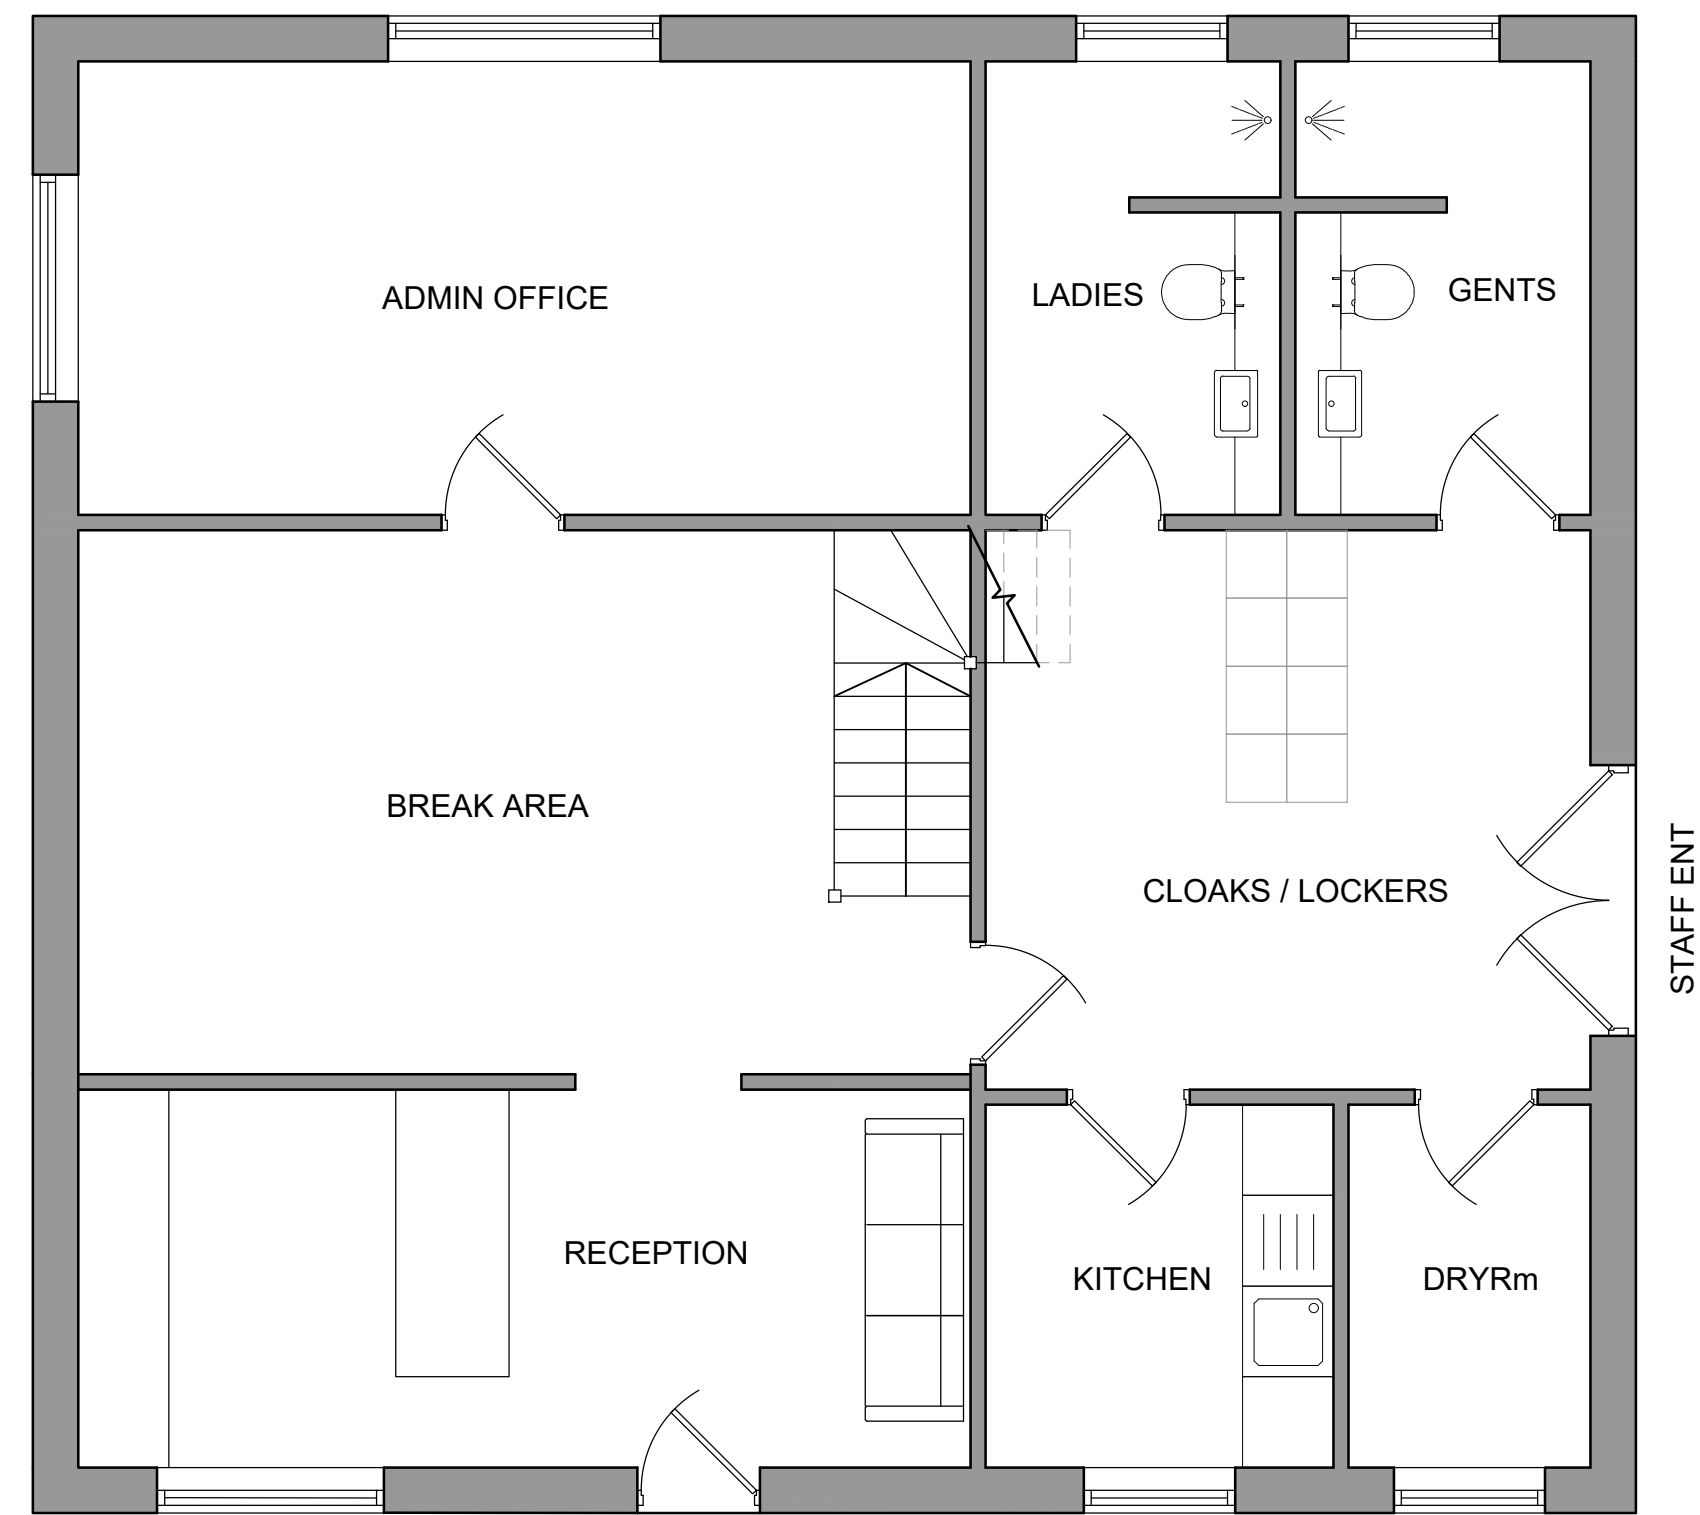 ADMIN OFFICE
LADIES
GENTS
BREAK AREA
CLOAKS / LOCKERS
STAFF ENT
RECEPTION
KITCHEN
DRYRm